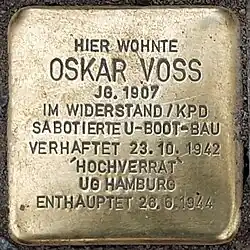 HIER WOHNTE
OSKAR VOSS
JG. 1907
IM WIDERSTAND / KPD
SABOTIERTE U-BOOT-BAU
VERHAFTET 23. 10. 1942
'HOCHVERRAT'
UG HAMBURG
ENTHAUPTET 26. 6. 1944